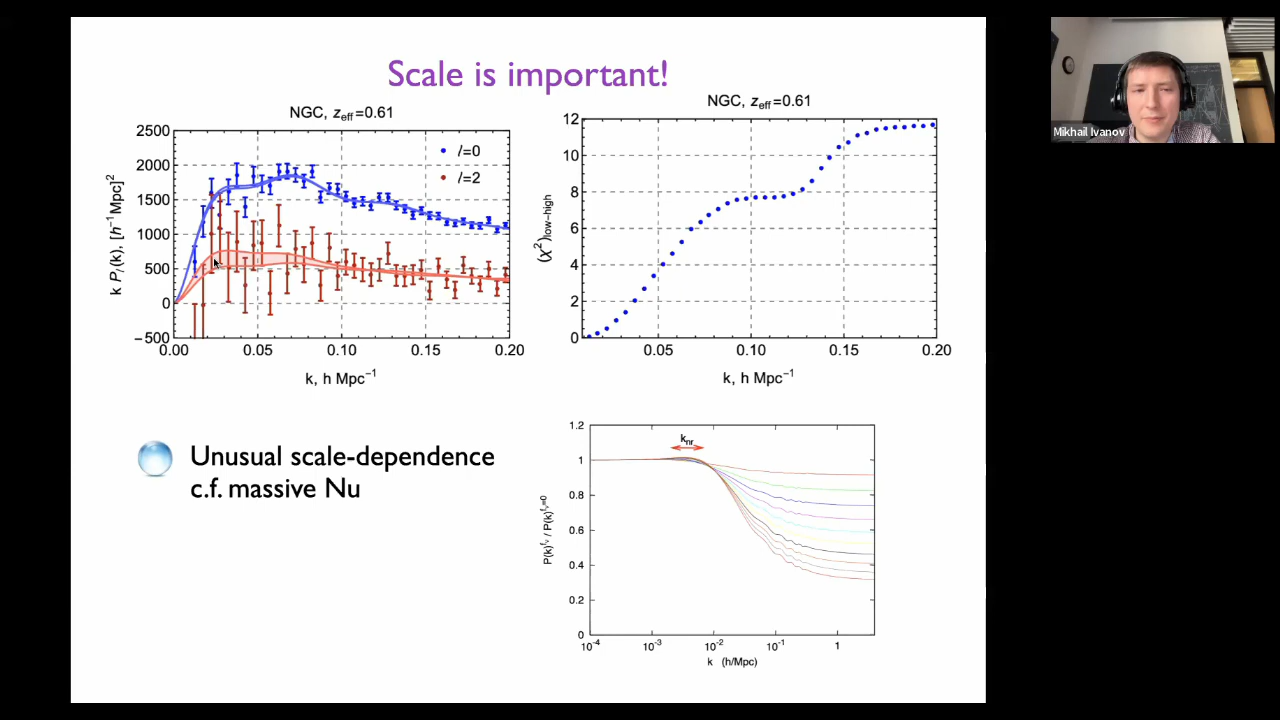 Scale is important!
NGC, z_eff=0.61
2500
2000
1500
1000
500
0
−500
0.00
0.05
0.10
0.15
0.20
k, h Mpc⁻¹
k Pₗ(k), [h⁻¹Mpc]²
l=0
l=2
NGC, z_eff=0.61
12
10
8
6
4
2
0
0.05
0.10
0.15
0.20
k, h Mpc⁻¹
(χ²)low−high
Mikhail Ivanov
Unusual scale-dependence
c.f. massive Nu
1.2
1
0.8
0.6
0.4
0.2
0
10⁻⁴
10⁻³
10⁻²
10⁻¹
1
k (h/Mpc)
P(k)^fν / P(k)^fν=0
k_nr